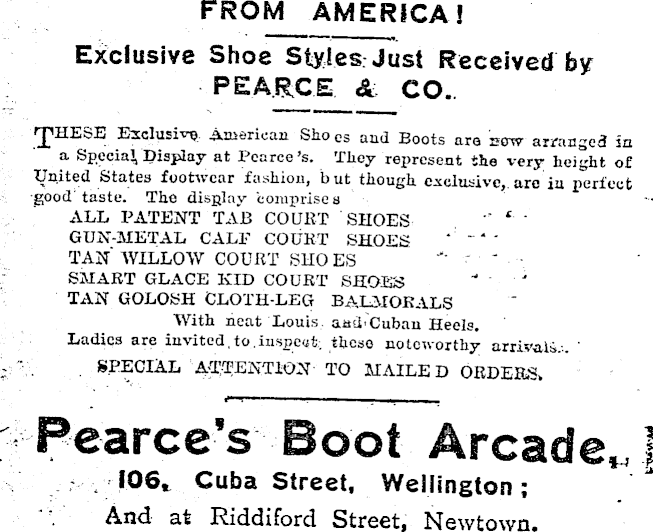 FROM AMERICA!
Exclusive Shoe Styles Just Received by
PEARCE & CO.
THESE Exclusive American Shoes and Boots are now arranged in
a Special Display at Pearce's. They represent the very height of
United States footwear fashion, but though exclusive, are in perfect
good taste. The display comprises
ALL PATENT TAB COURT SHOES
GUN-METAL CALF COURT SHOES
TAN WILLOW COURT SHOES
SMART GLACE KID COURT SHOES
TAN GOLOSH CLOTH-LEG BALMORALS
With neat Louis and Cuban Heels.
Ladies are invited to inspect these noteworthy arrivals.
SPECIAL ATTENTION TO MAILED ORDERS.
Pearce's Boot Arcade,
106, Cuba Street, Wellington;
And at Riddiford Street, Newtown.